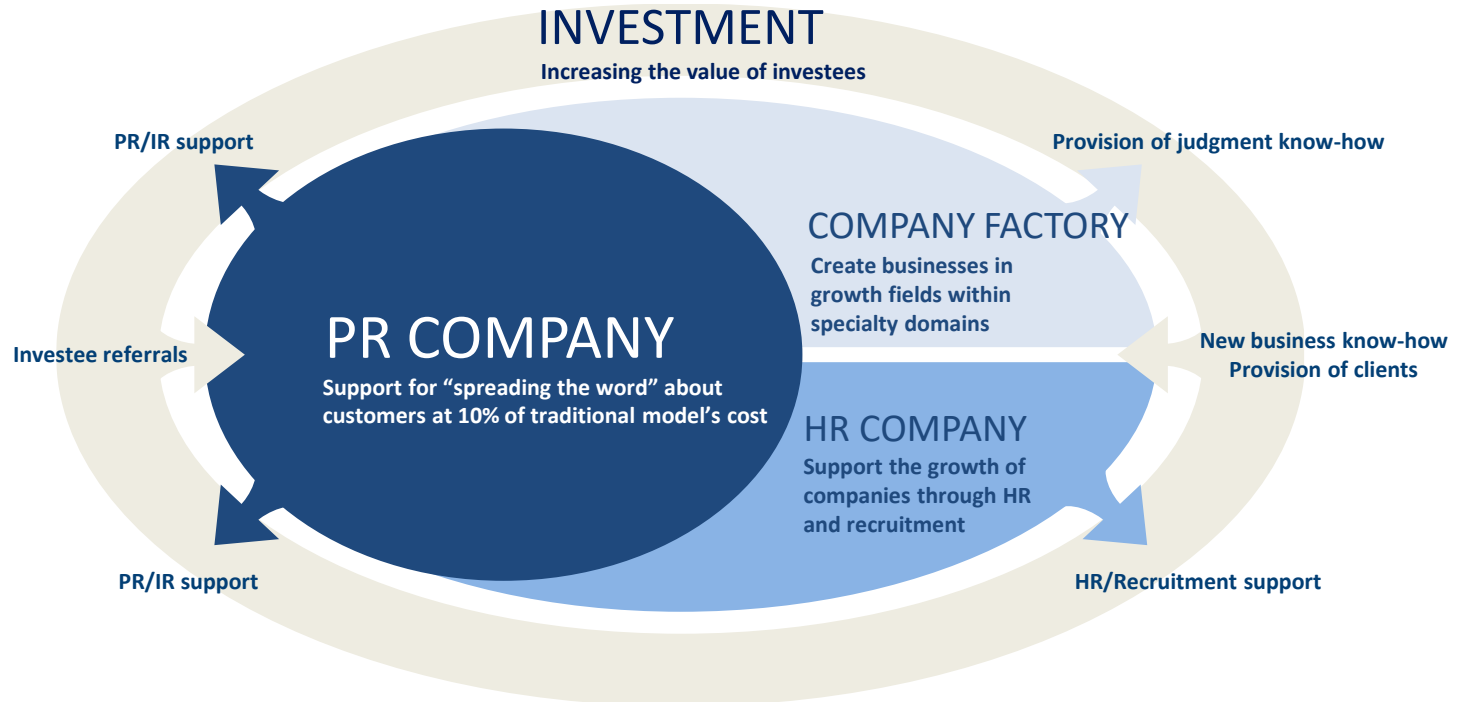 INVESTMENT
Increasing the value of investees
PR/IR support
Provision of judgment know-how
COMPANY FACTORY
Create businesses in
growth fields within
specialty domains
PR COMPANY
Support for “spreading the word” about
customers at 10% of traditional model’s cost
Investee referrals
New business know-how
Provision of clients
HR COMPANY
Support the growth of
companies through HR
and recruitment
PR/IR support
HR/Recruitment support